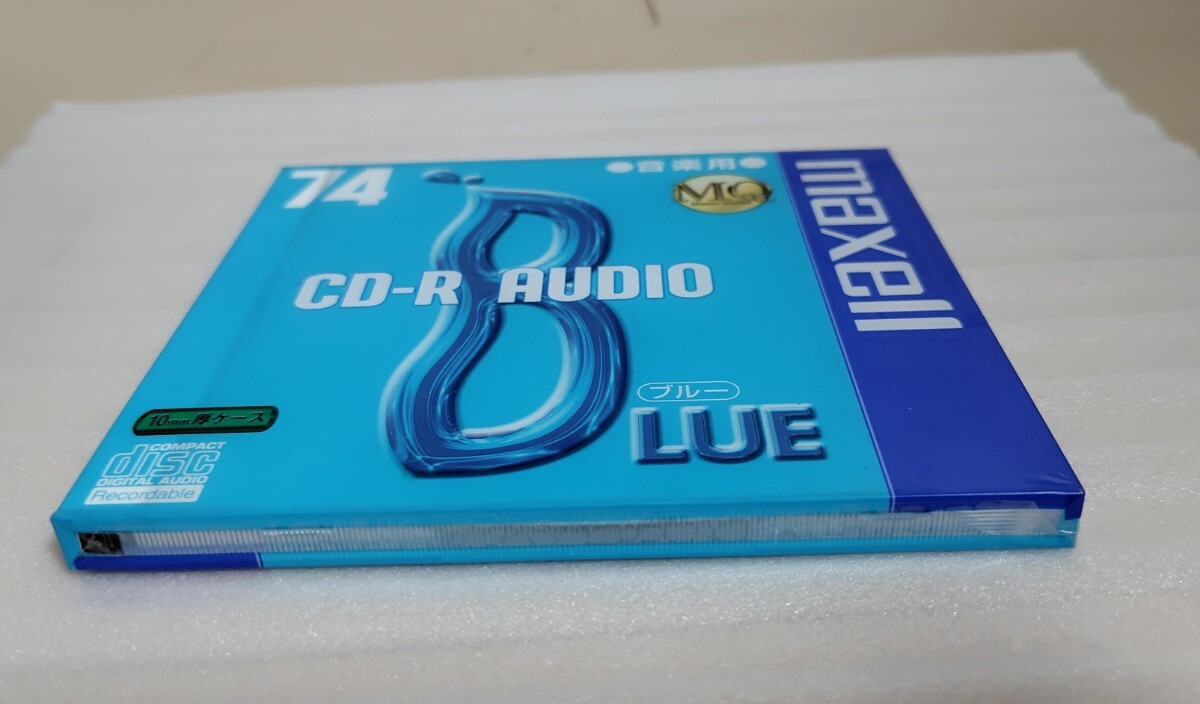 74
●音楽用●
MQ
maxell
CD-R AUDIO
ブルー
BLUE
10mm厚ケース
COMPACT
disc
DIGITAL AUDIO
Recordable